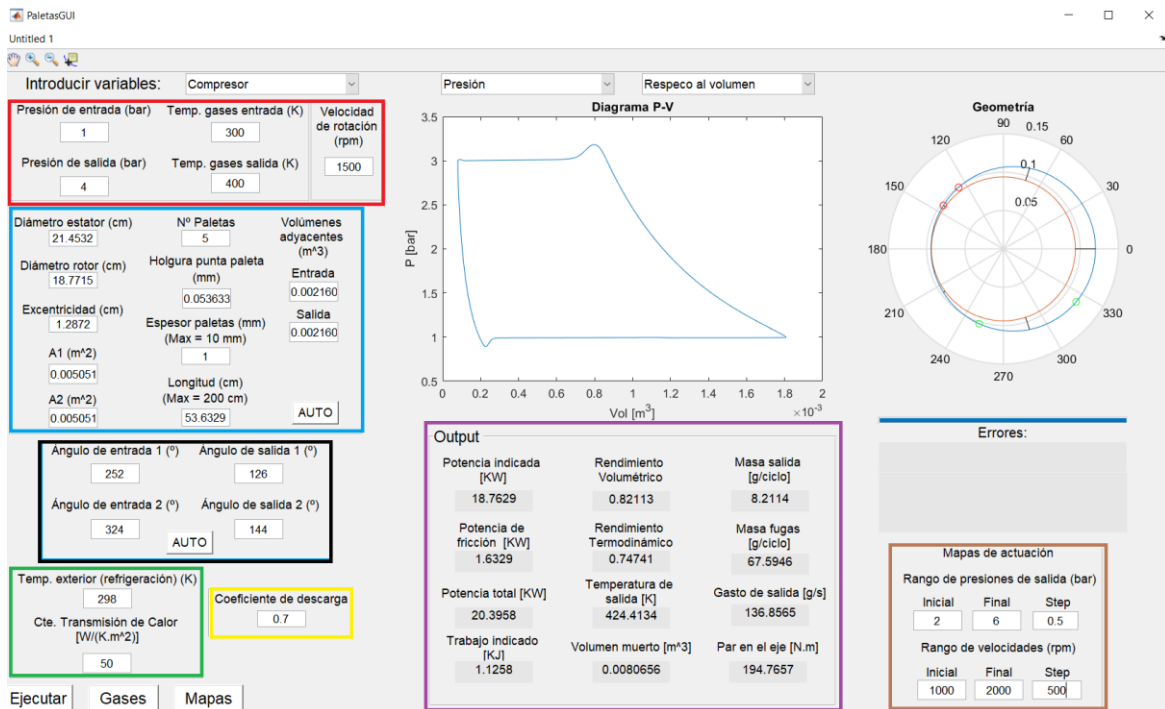 PaletasGUI
Untitled 1
Introducir variables:
Compresor
Presión
Respeco al volumen
Presión de entrada (bar)
1
Temp. gases entrada (K)
300
Velocidad
de rotación
(rpm)
1500
Presión de salida (bar)
4
Temp. gases salida (K)
400
Diámetro estator (cm)
21.4532
Diámetro rotor (cm)
18.7715
Excentricidad (cm)
1.2872
A1 (m^2)
0.005051
A2 (m^2)
0.005051
Nº Paletas
5
Holgura punta paleta
(mm)
0.053633
Espesor paletas (mm)
(Max = 10 mm)
1
Longitud (cm)
(Max = 200 cm)
53.6329
Volúmenes
adyacentes
(m^3)
Entrada
0.002160
Salida
0.002160
AUTO
Ángulo de entrada 1 (º)
252
Ángulo de salida 1 (º)
126
Ángulo de entrada 2 (º)
324
Ángulo de salida 2 (º)
144
AUTO
Temp. exterior (refrigeración) (K)
298
Cte. Transmisión de Calor
[W/(K.m^2)]
50
Coeficiente de descarga
0.7
Ejecutar
Gases
Mapas
Diagrama P-V
P [bar]
3.5
3
2.5
2
1.5
1
0.5
0
0.2
0.4
0.6
0.8
1
1.2
1.4
1.6
1.8
2
Vol [m³]
×10⁻³
Output
Potencia indicada
[KW]
18.7629
Rendimiento
Volumétrico
0.82113
Masa salida
[g/ciclo]
8.2114
Potencia de
fricción [KW]
1.6329
Rendimiento
Termodinámico
0.74741
Masa fugas
[g/ciclo]
67.5946
Potencia total [KW]
20.3958
Temperatura de
salida [K]
424.4134
Gasto de salida [g/s]
136.8565
Trabajo indicado
[KJ]
1.1258
Volumen muerto [m^3]
0.0080656
Par en el eje [N.m]
194.7657
Geometría
90
0.15
120
60
0.1
150
30
0.05
180
0
210
330
240
300
270
Errores:
Mapas de actuación
Rango de presiones de salida (bar)
Inicial
Final
Step
2
6
0.5
Rango de velocidades (rpm)
Inicial
Final
Step
1000
2000
500